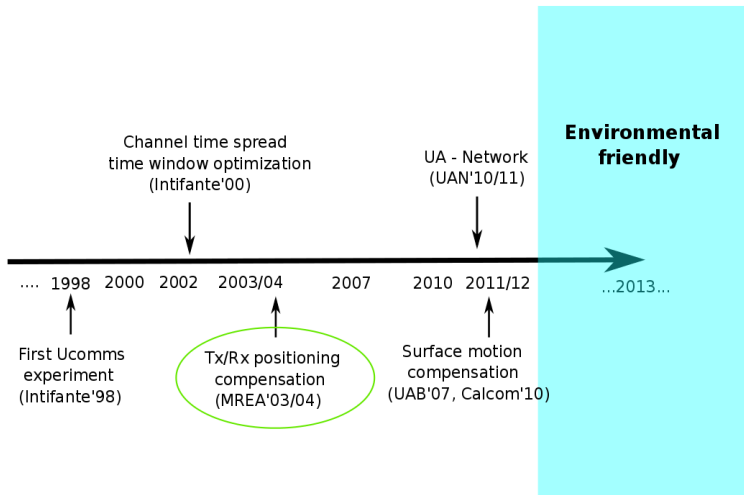 Channel time spread
time window optimization
(Intifante'00)
UA - Network
(UAN'10/11)
Environmental
friendly
.... 1998 2000 2002 2003/04 2007 2010 2011/12 ...2013...
First Ucomms
experiment
(Intifante'98)
Tx/Rx positioning
compensation
(MREA'03/04)
Surface motion
compensation
(UAB'07, Calcom'10)